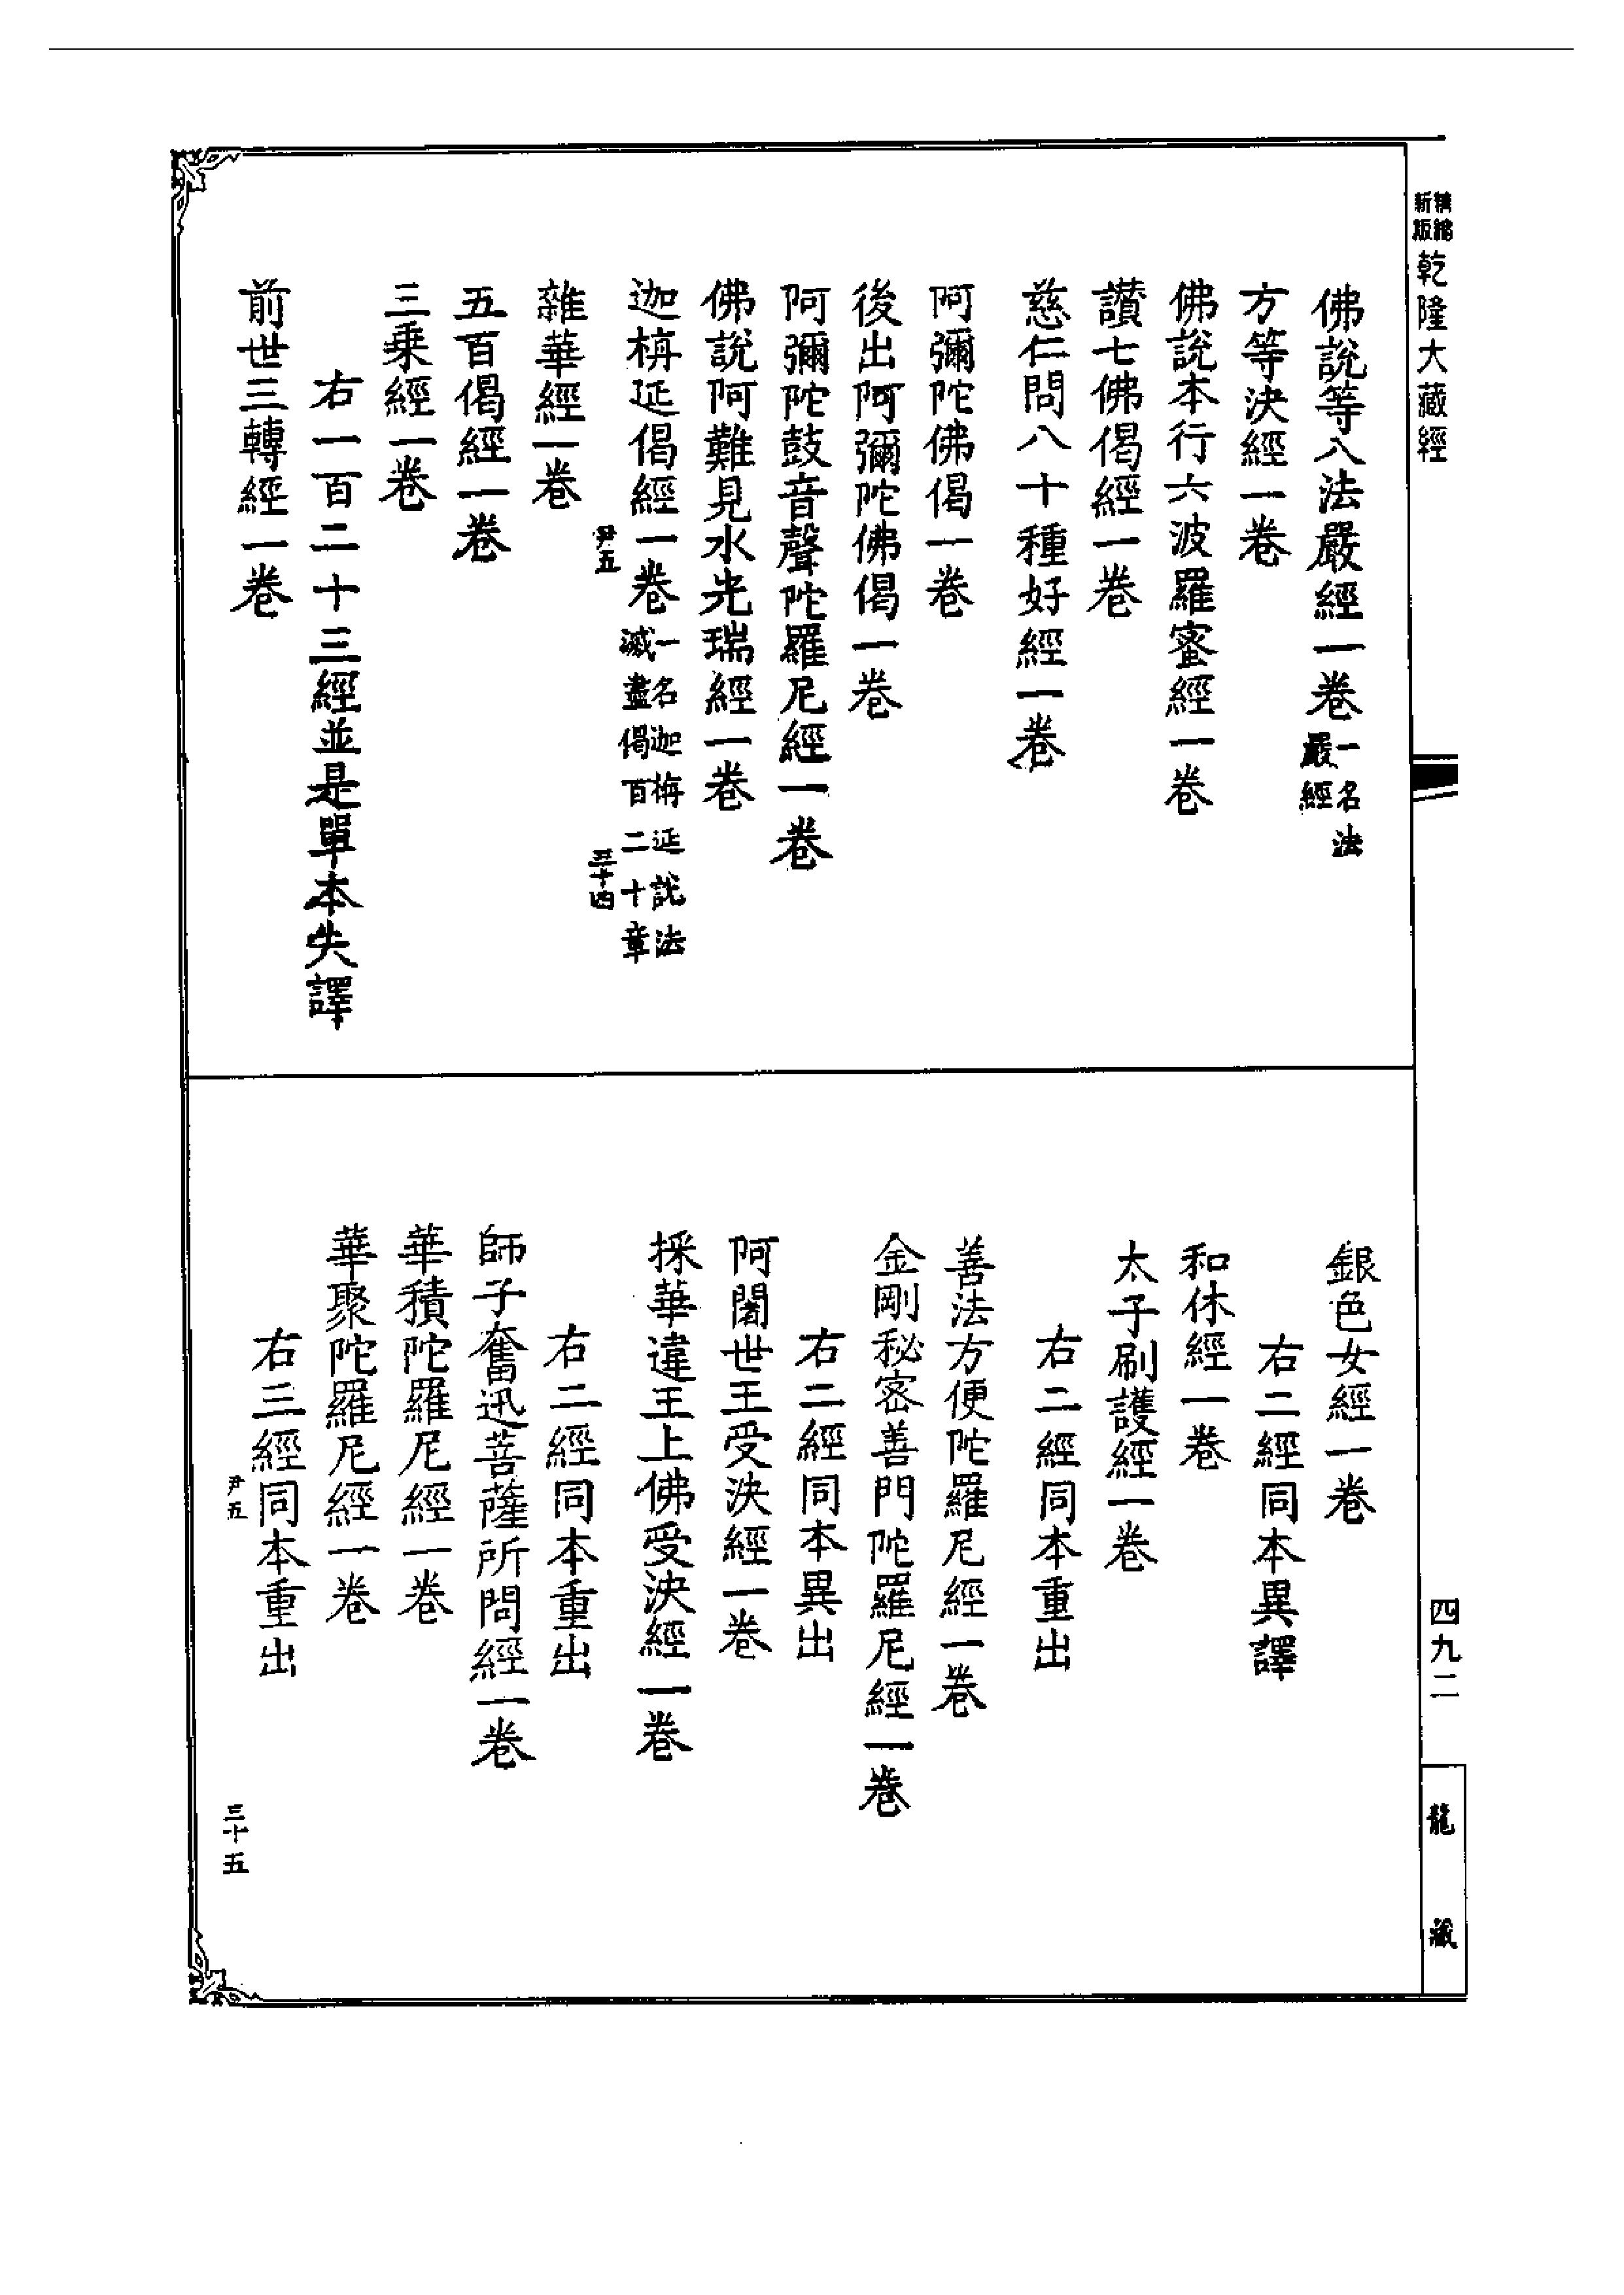 精縮新版乾隆大藏經
佛說等八法嚴經一卷一名法嚴經
方等決經一卷
佛說本行六波羅蜜經一卷
讚七佛偈經一卷
慈仁問八十種好經一卷
阿彌陀佛偈一卷
後出阿彌陀佛偈一卷
阿彌陀鼓音聲陀羅尼經一卷
佛說阿難見水光瑞經一卷
迦栴延偈經一卷一名迦栴延說法滅盡偈百二十章
尹五
三十四
雜華經一卷
五百偈經一卷
三乘經一卷
右一百二十三經並是單本失譯
前世三轉經一卷
銀色女經一卷
右二經同本異譯
和休經一卷
太子刷護經一卷
右二經同本重出
善法方便陀羅尼經一卷
金剛秘密善門陀羅尼經一卷
右二經同本異出
阿闍世王受決經一卷
採華違王上佛受決經一卷
右二經同本重出
師子奮迅菩薩所問經一卷
華積陀羅尼經一卷
華聚陀羅尼經一卷
右三經同本重出
尹五
三十五
四九二
龍藏